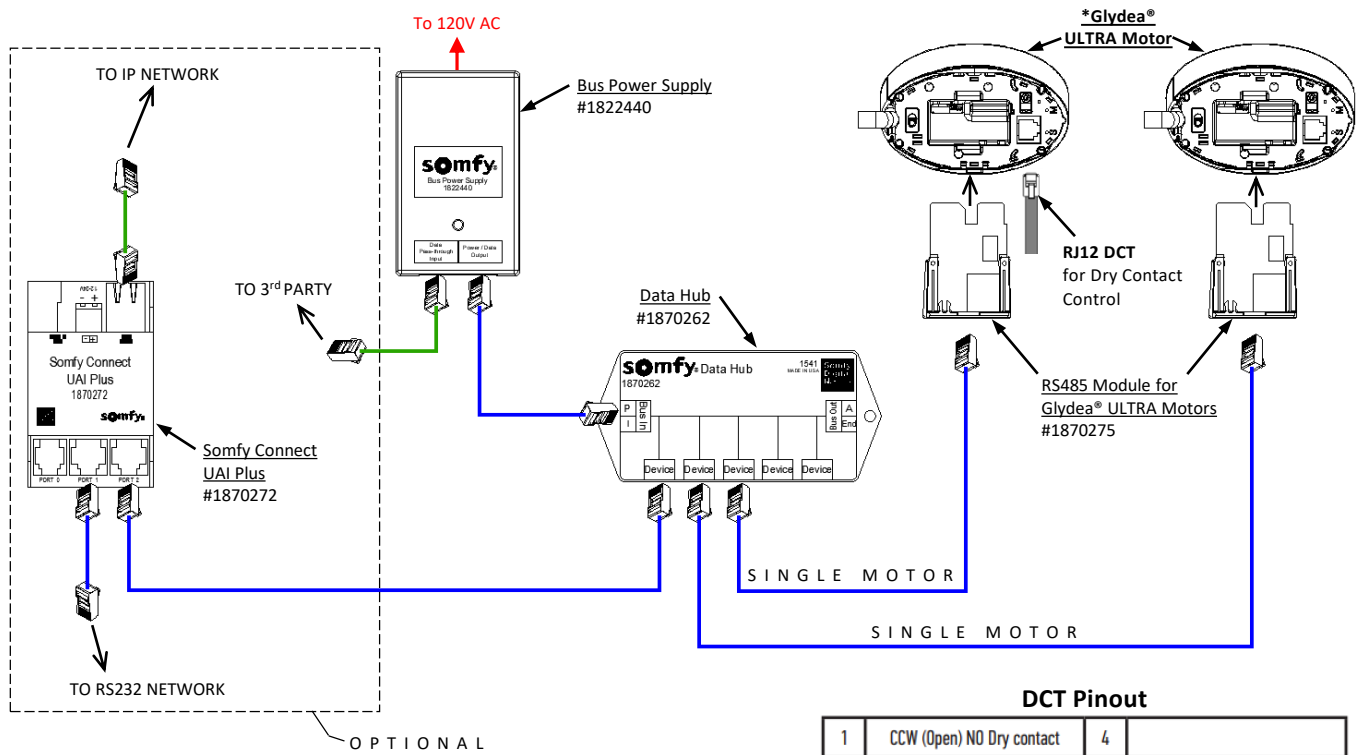 To 120V AC
*Glydea®
ULTRA Motor
TO IP NETWORK
Bus Power Supply
#1822440
somfy®
Bus Power Supply
1822440
Data
Pass-through
Input
Power / Data
Output
M
S
M
S
RJ12 DCT
for Dry Contact
Control
TO 3rd PARTY
Data Hub
#1870262
12-24V
- +
Somfy Connect
UAI Plus
1870272
somfy®
PORT 0
PORT 1
PORT 2
somfy® Data Hub
1541
MADE IN USA
1870262
P
I
Bus In
Bus Out
A
End
Device
Device
Device
Device
Device
RS485 Module for
Glydea® ULTRA Motors
#1870275
Somfy Connect
UAI Plus
#1870272
SINGLE MOTOR
SINGLE MOTOR
TO RS232 NETWORK
OPTIONAL
DCT Pinout
1 CCW (Open) NO Dry contact 4